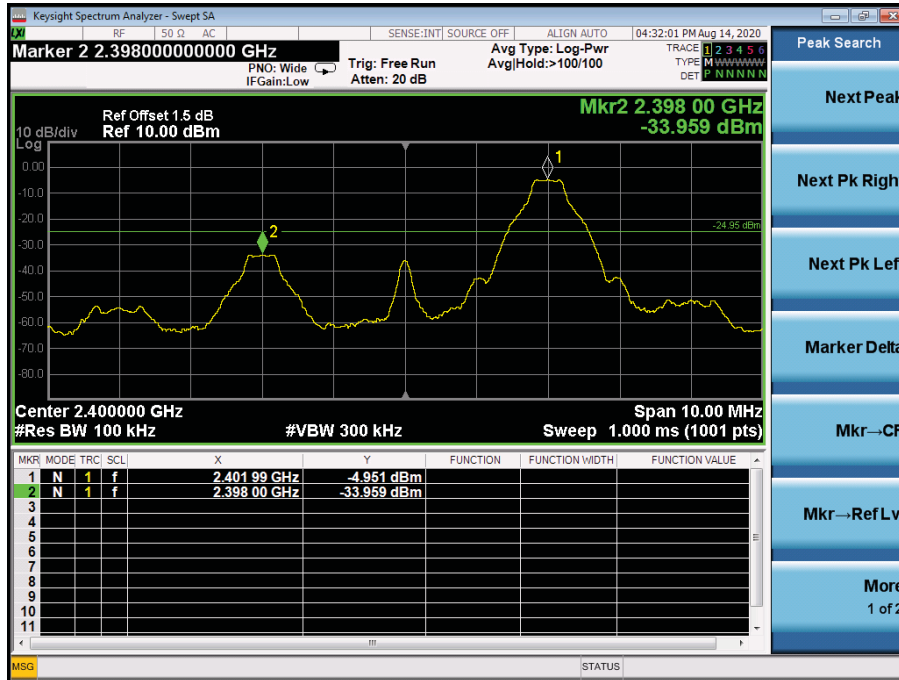 Keysight Spectrum Analyzer - Swept SA
LXI RF 50 Ω AC SENSE:INT SOURCE OFF ALIGN AUTO 04:32:01 PM Aug 14, 2020
Marker 2 2.398000000000 GHz
PNO: Wide
IFGain:Low
Trig: Free Run
Atten: 20 dB
Avg Type: Log-Pwr
Avg|Hold:>100/100
TRACE 1 2 3 4 5 6
TYPE M WWWWW
DET P N N N N N
Peak Search
Next Peak
Next Pk Righ
Next Pk Lef
Marker Delta
Mkr→CF
Mkr→Ref Lv
More
1 of 2
Mkr2 2.398 00 GHz
-33.959 dBm
Ref Offset 1.5 dB
10 dB/div Ref 10.00 dBm
Log
0.00
-10.0
-20.0
-30.0
-40.0
-50.0
-60.0
-70.0
-80.0
1
2
-24.95 dBm
Center 2.400000 GHz Span 10.00 MHz
#Res BW 100 kHz #VBW 300 kHz Sweep 1.000 ms (1001 pts)
MKR MODE TRC SCL X Y FUNCTION FUNCTION WIDTH FUNCTION VALUE
1 N 1 f 2.401 99 GHz -4.951 dBm
2 N 1 f 2.398 00 GHz -33.959 dBm
3
4
5
6
7
8
9
10
11
MSG STATUS